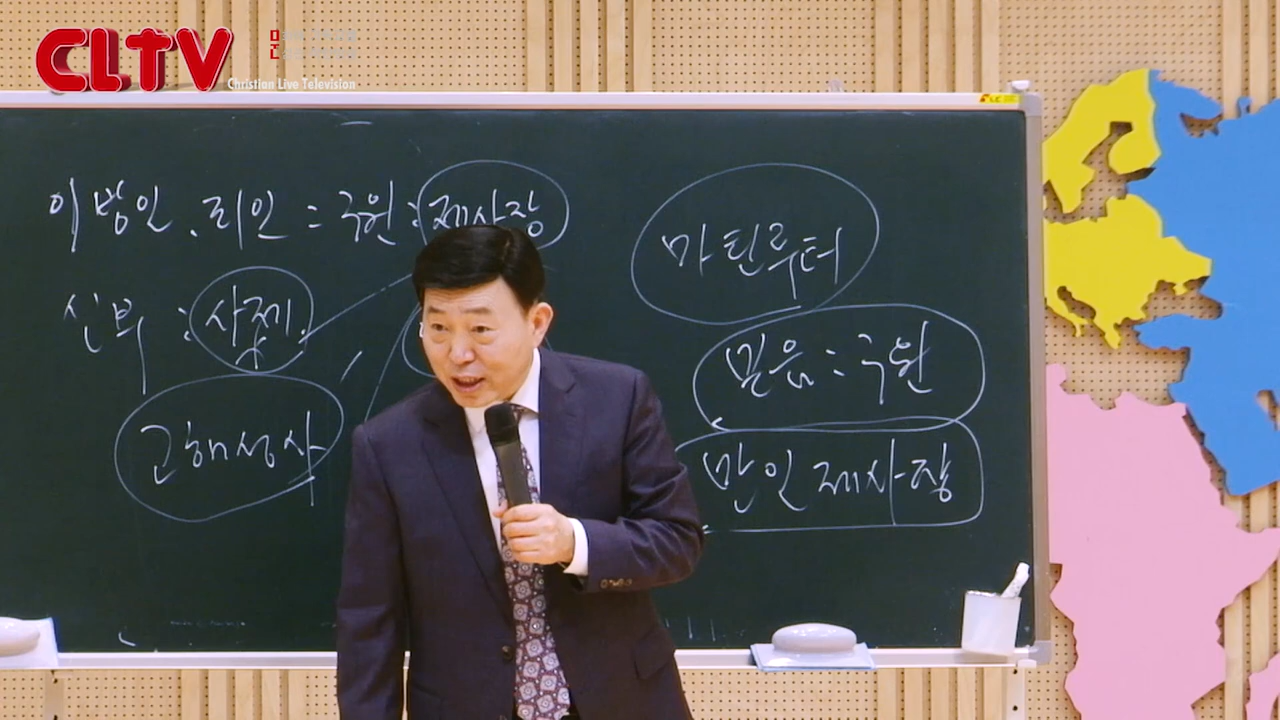 CLTV
Christian Live Television
이방인 . 죄인 = 구원 : 제사장
신부 : 사제.
고해성사
마틴루터
믿음 = 구원
만인 제사장